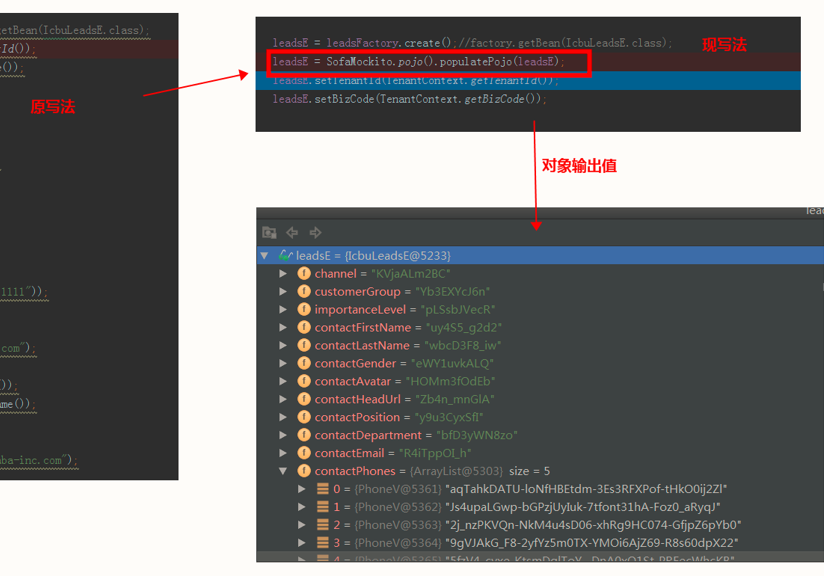 etBean(IcbuLeadsE.class);
Id());
());
原写法
1111"));
com");
());
me());
ba-inc.com");
leadsE = leadsFactory.create();//factory.getBean(IcbuLeadsE.class);
现写法
leadsE = SofaMockito.pojo().populatePojo(leadsE);
leadsE.setTenantId(TenantContext.getTenantId());
leadsE.setBizCode(TenantContext.getBizCode());
对象输出值
lead
leadsE = {IcbuLeadsE@5233}
channel = "KVjaALm2BC"
customerGroup = "Yb3EXYcJ6n"
importanceLevel = "pLSsbJVecR"
contactFirstName = "uy4S5_g2d2"
contactLastName = "wbcD3F8_iw"
contactGender = "eWY1uvkALQ"
contactAvatar = "HOMm3fOdEb"
contactHeadUrl = "Zb4n_mnGlA"
contactPosition = "y9u3CyxSfI"
contactDepartment = "bfD3yWN8zo"
contactEmail = "R4iTppOI_h"
contactPhones = {ArrayList@5303} size = 5
0 = {PhoneV@5361} "aqTahkDATU-loNfHBEtdm-3Es3RFXPof-tHkO0ij2Zl"
1 = {PhoneV@5362} "Js4upaLGwp-bGPzjUyIuk-7tfont31hA-Foz0_aRyqJ"
2 = {PhoneV@5363} "2j_nzPKVQn-NkM4u4sD06-xhRg9HC074-GfjpZ6pYb0"
3 = {PhoneV@5364} "9gVJAkG_F8-2yfYz5m0TX-YMOi6AjZ69-R8s60dpX22"
4 = {PhoneV@5365}